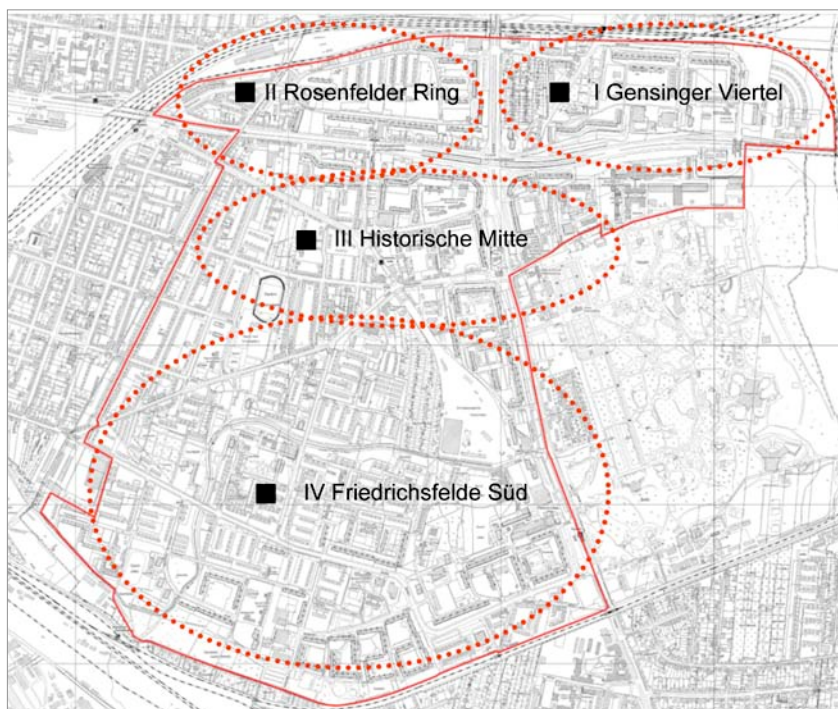 II Rosenfelder Ring
I Gensinger Viertel
III Historische Mitte
IV Friedrichsfelde Süd